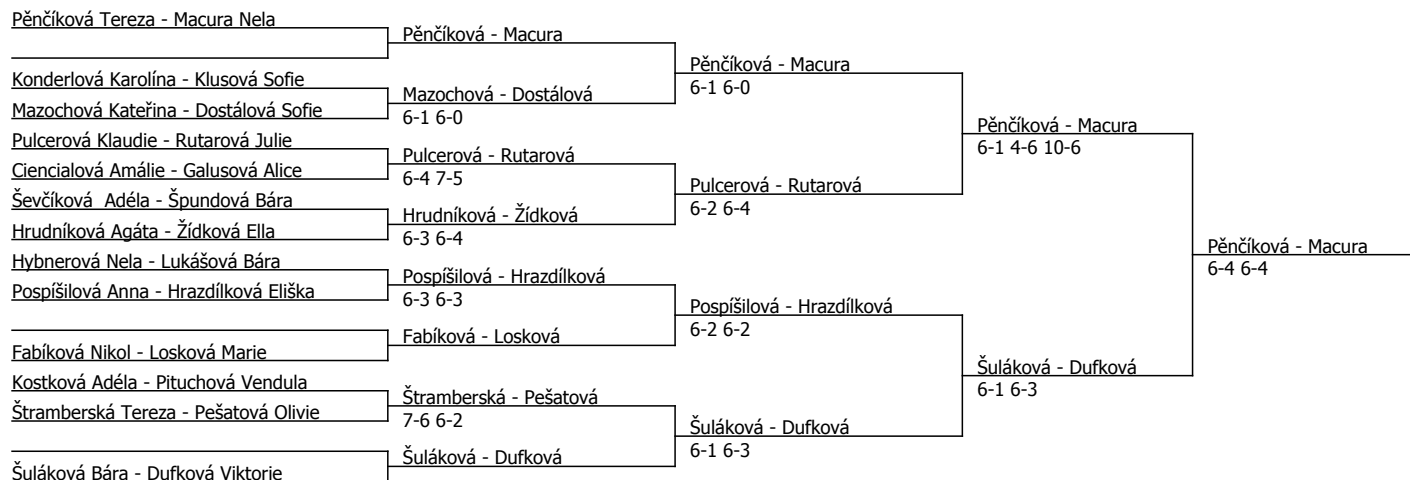 Pěnčíková Tereza - Macura Nela
Konderlová Karolína - Klusová Sofie
Mazochová Kateřina - Dostálová Sofie
Pulcerová Klaudie - Rutarová Julie
Ciencialová Amálie - Galusová Alice
Ševčíková  Adéla - Špundová Bára
Hrudníková Agáta - Žídková Ella
Hybnerová Nela - Lukášová Bára
Pospíšilová Anna - Hrazdílková Eliška
Fabíková Nikol - Losková Marie
Kostková Adéla - Pituchová Vendula
Štramberská Tereza - Pešatová Olivie
Šuláková Bára - Dufková Viktorie
Pěnčíková - Macura
Mazochová - Dostálová
6-1 6-0
Pulcerová - Rutarová
6-4 7-5
Hrudníková - Žídková
6-3 6-4
Pospíšilová - Hrazdílková
6-3 6-3
Fabíková - Losková
Štramberská - Pešatová
7-6 6-2
Šuláková - Dufková
Pěnčíková - Macura
6-1 6-0
Pulcerová - Rutarová
6-2 6-4
Pospíšilová - Hrazdílková
6-2 6-2
Šuláková - Dufková
6-1 6-3
Pěnčíková - Macura
6-1 4-6 10-6
Šuláková - Dufková
6-1 6-3
Pěnčíková - Macura
6-4 6-4